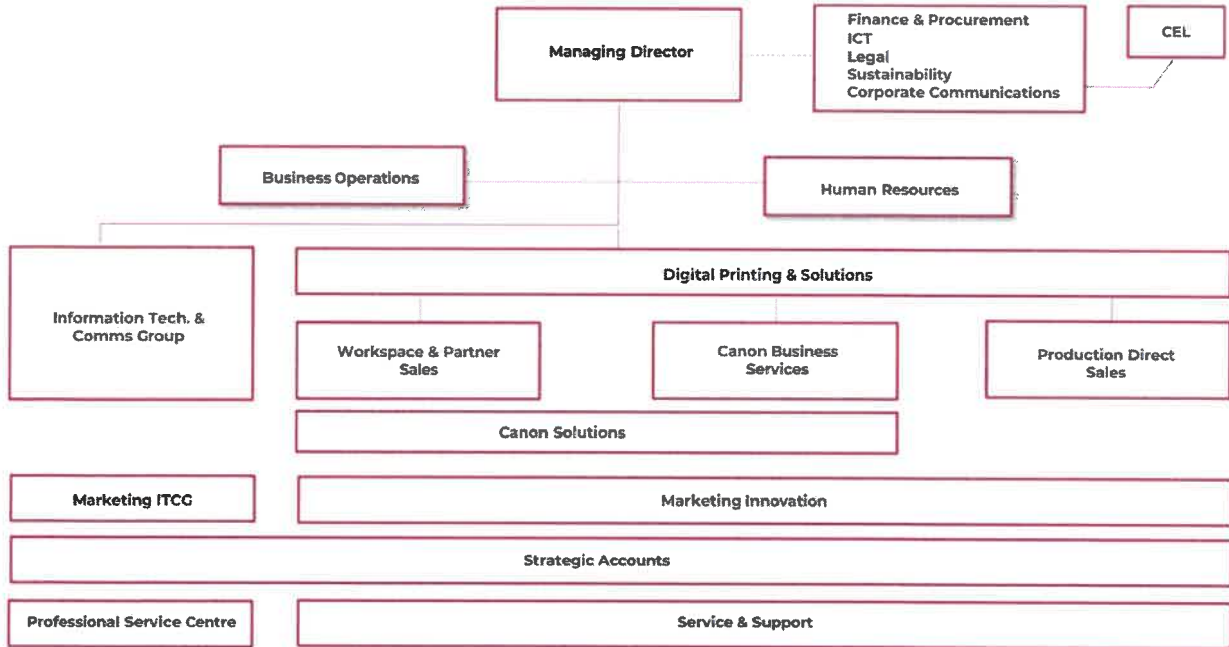 Managing Director
Finance & Procurement
ICT
Legal
Sustainability
Corporate Communications
CEL
Business Operations
Human Resources
Information Tech. &
Comms Group
Digital Printing & Solutions
Workspace & Partner
Sales
Canon Business
Services
Production Direct
Sales
Canon Solutions
Marketing ITCG
Marketing Innovation
Strategic Accounts
Professional Service Centre
Service & Support